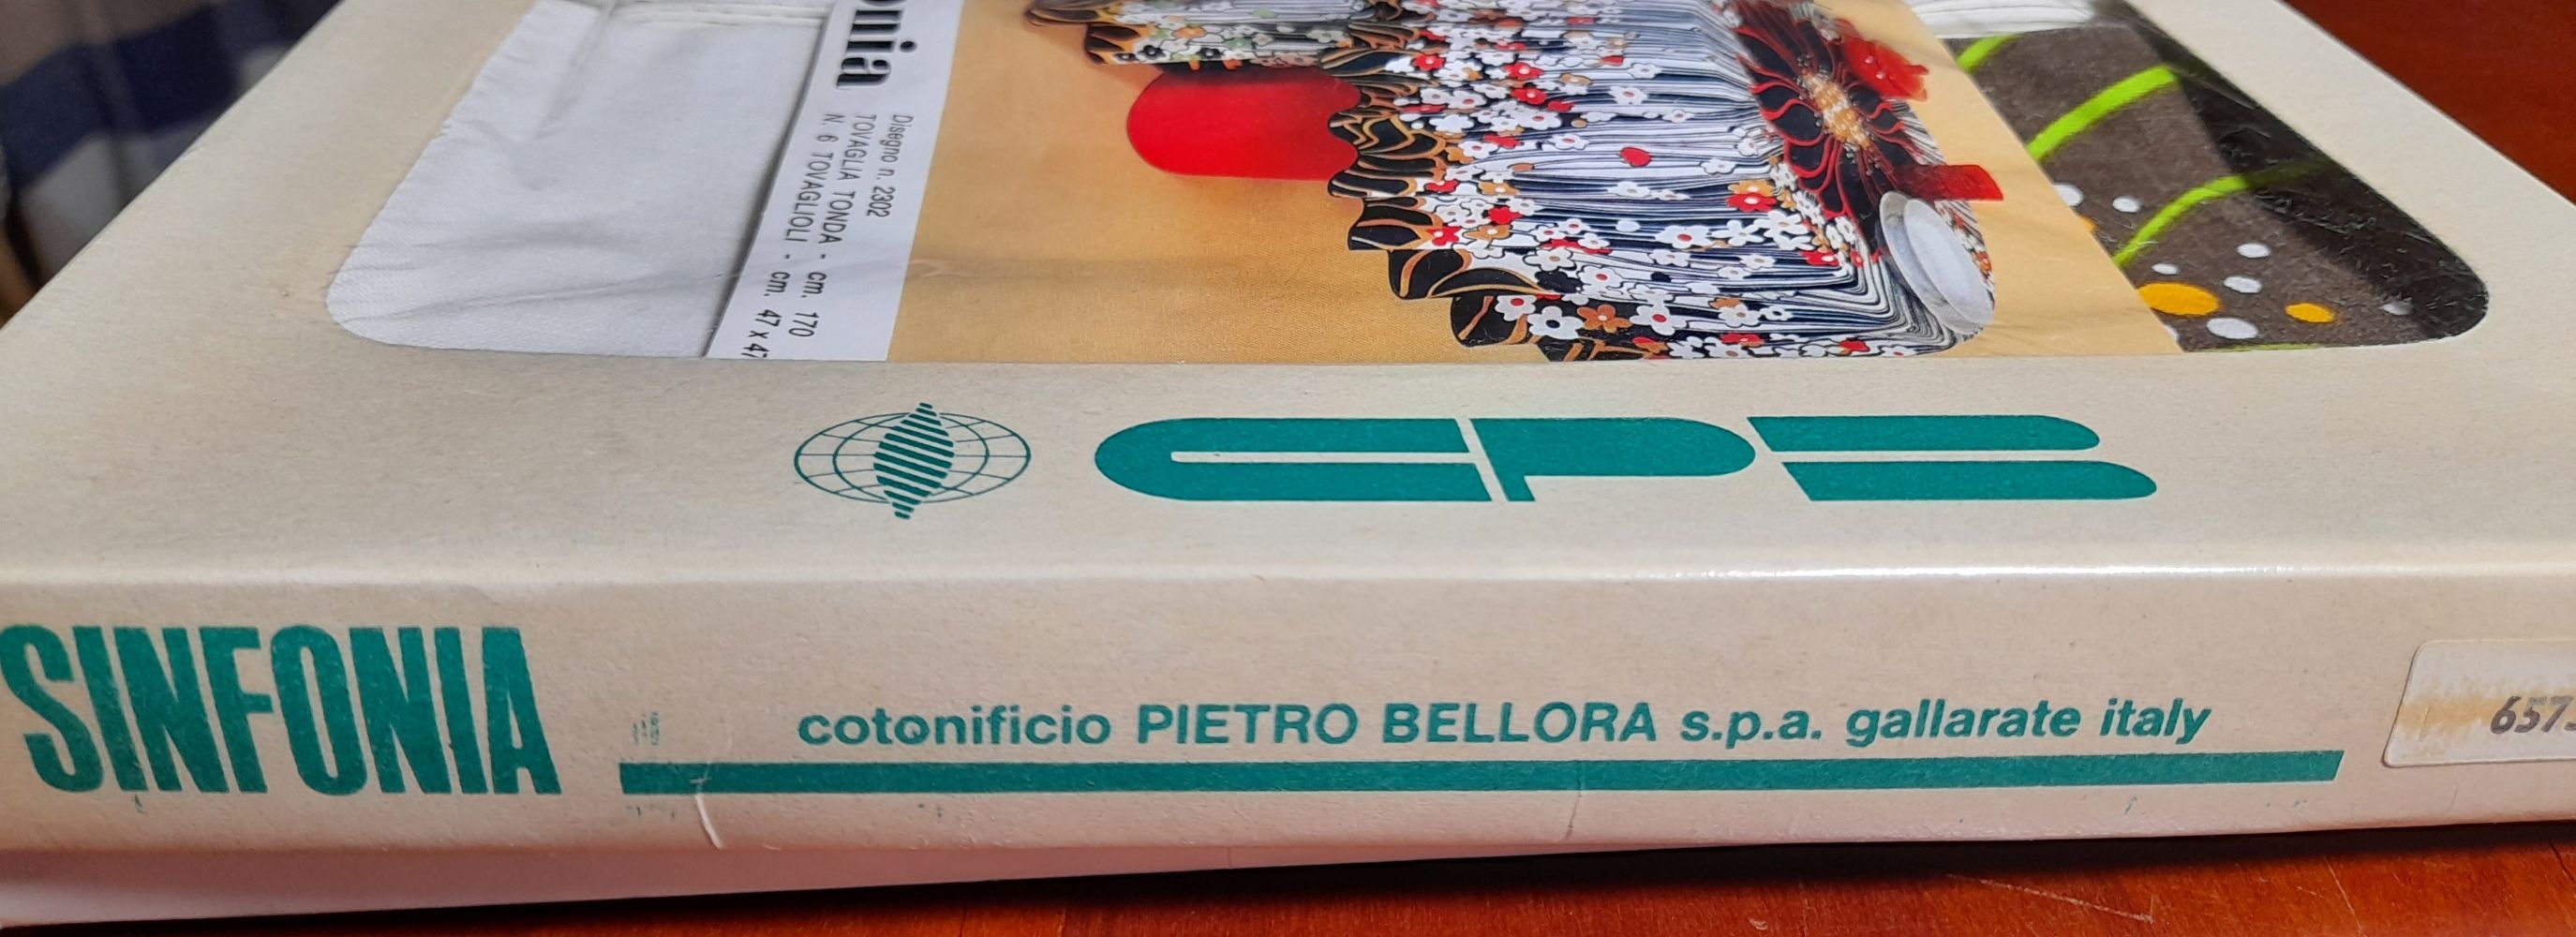 onia
Disegno n. 2302
TOVAGLIA TONDA - cm. 170
N. 6 TOVAGLIOLI - cm. 47 x 47
CPB
SINFONIA
cotonificio PIETRO BELLORA s.p.a. gallarate italy
657